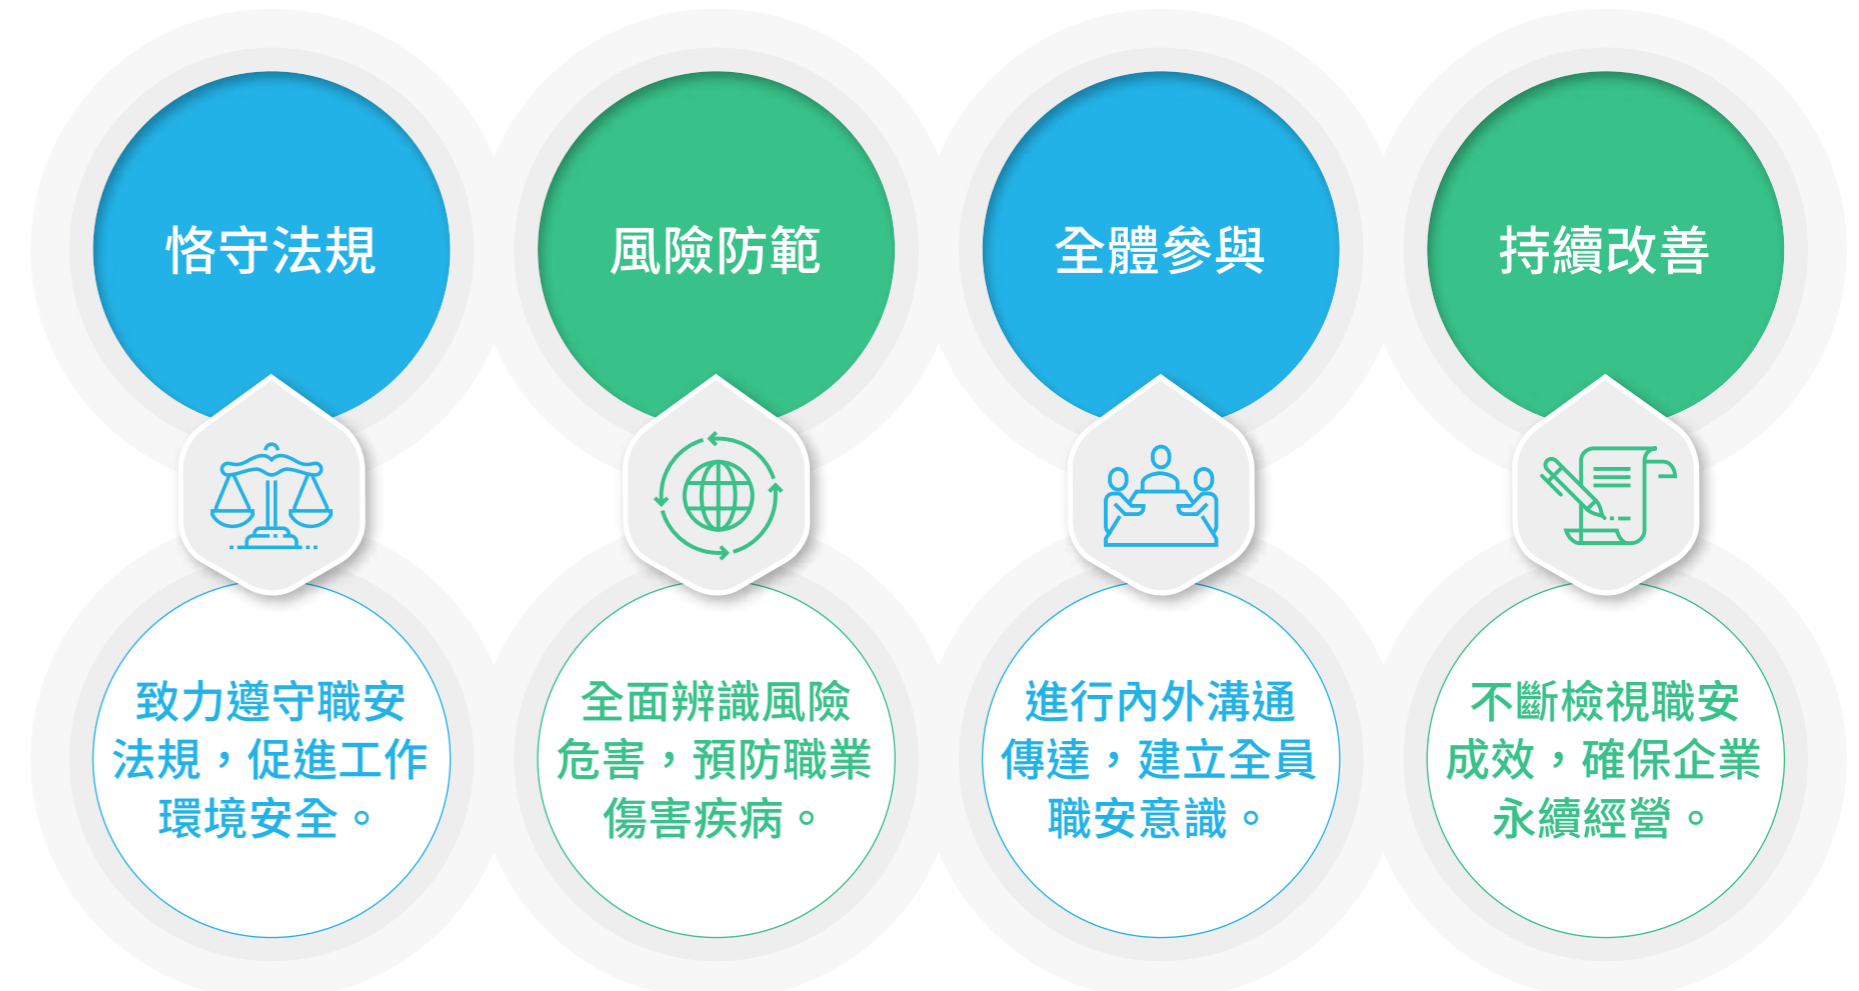 恪守法規
風險防範
全體參與
持續改善
致力遵守職安
法規，促進工作
環境安全。
全面辨識風險
危害，預防職業
傷害疾病。
進行內外溝通
傳達，建立全員
職安意識。
不斷檢視職安
成效，確保企業
永續經營。